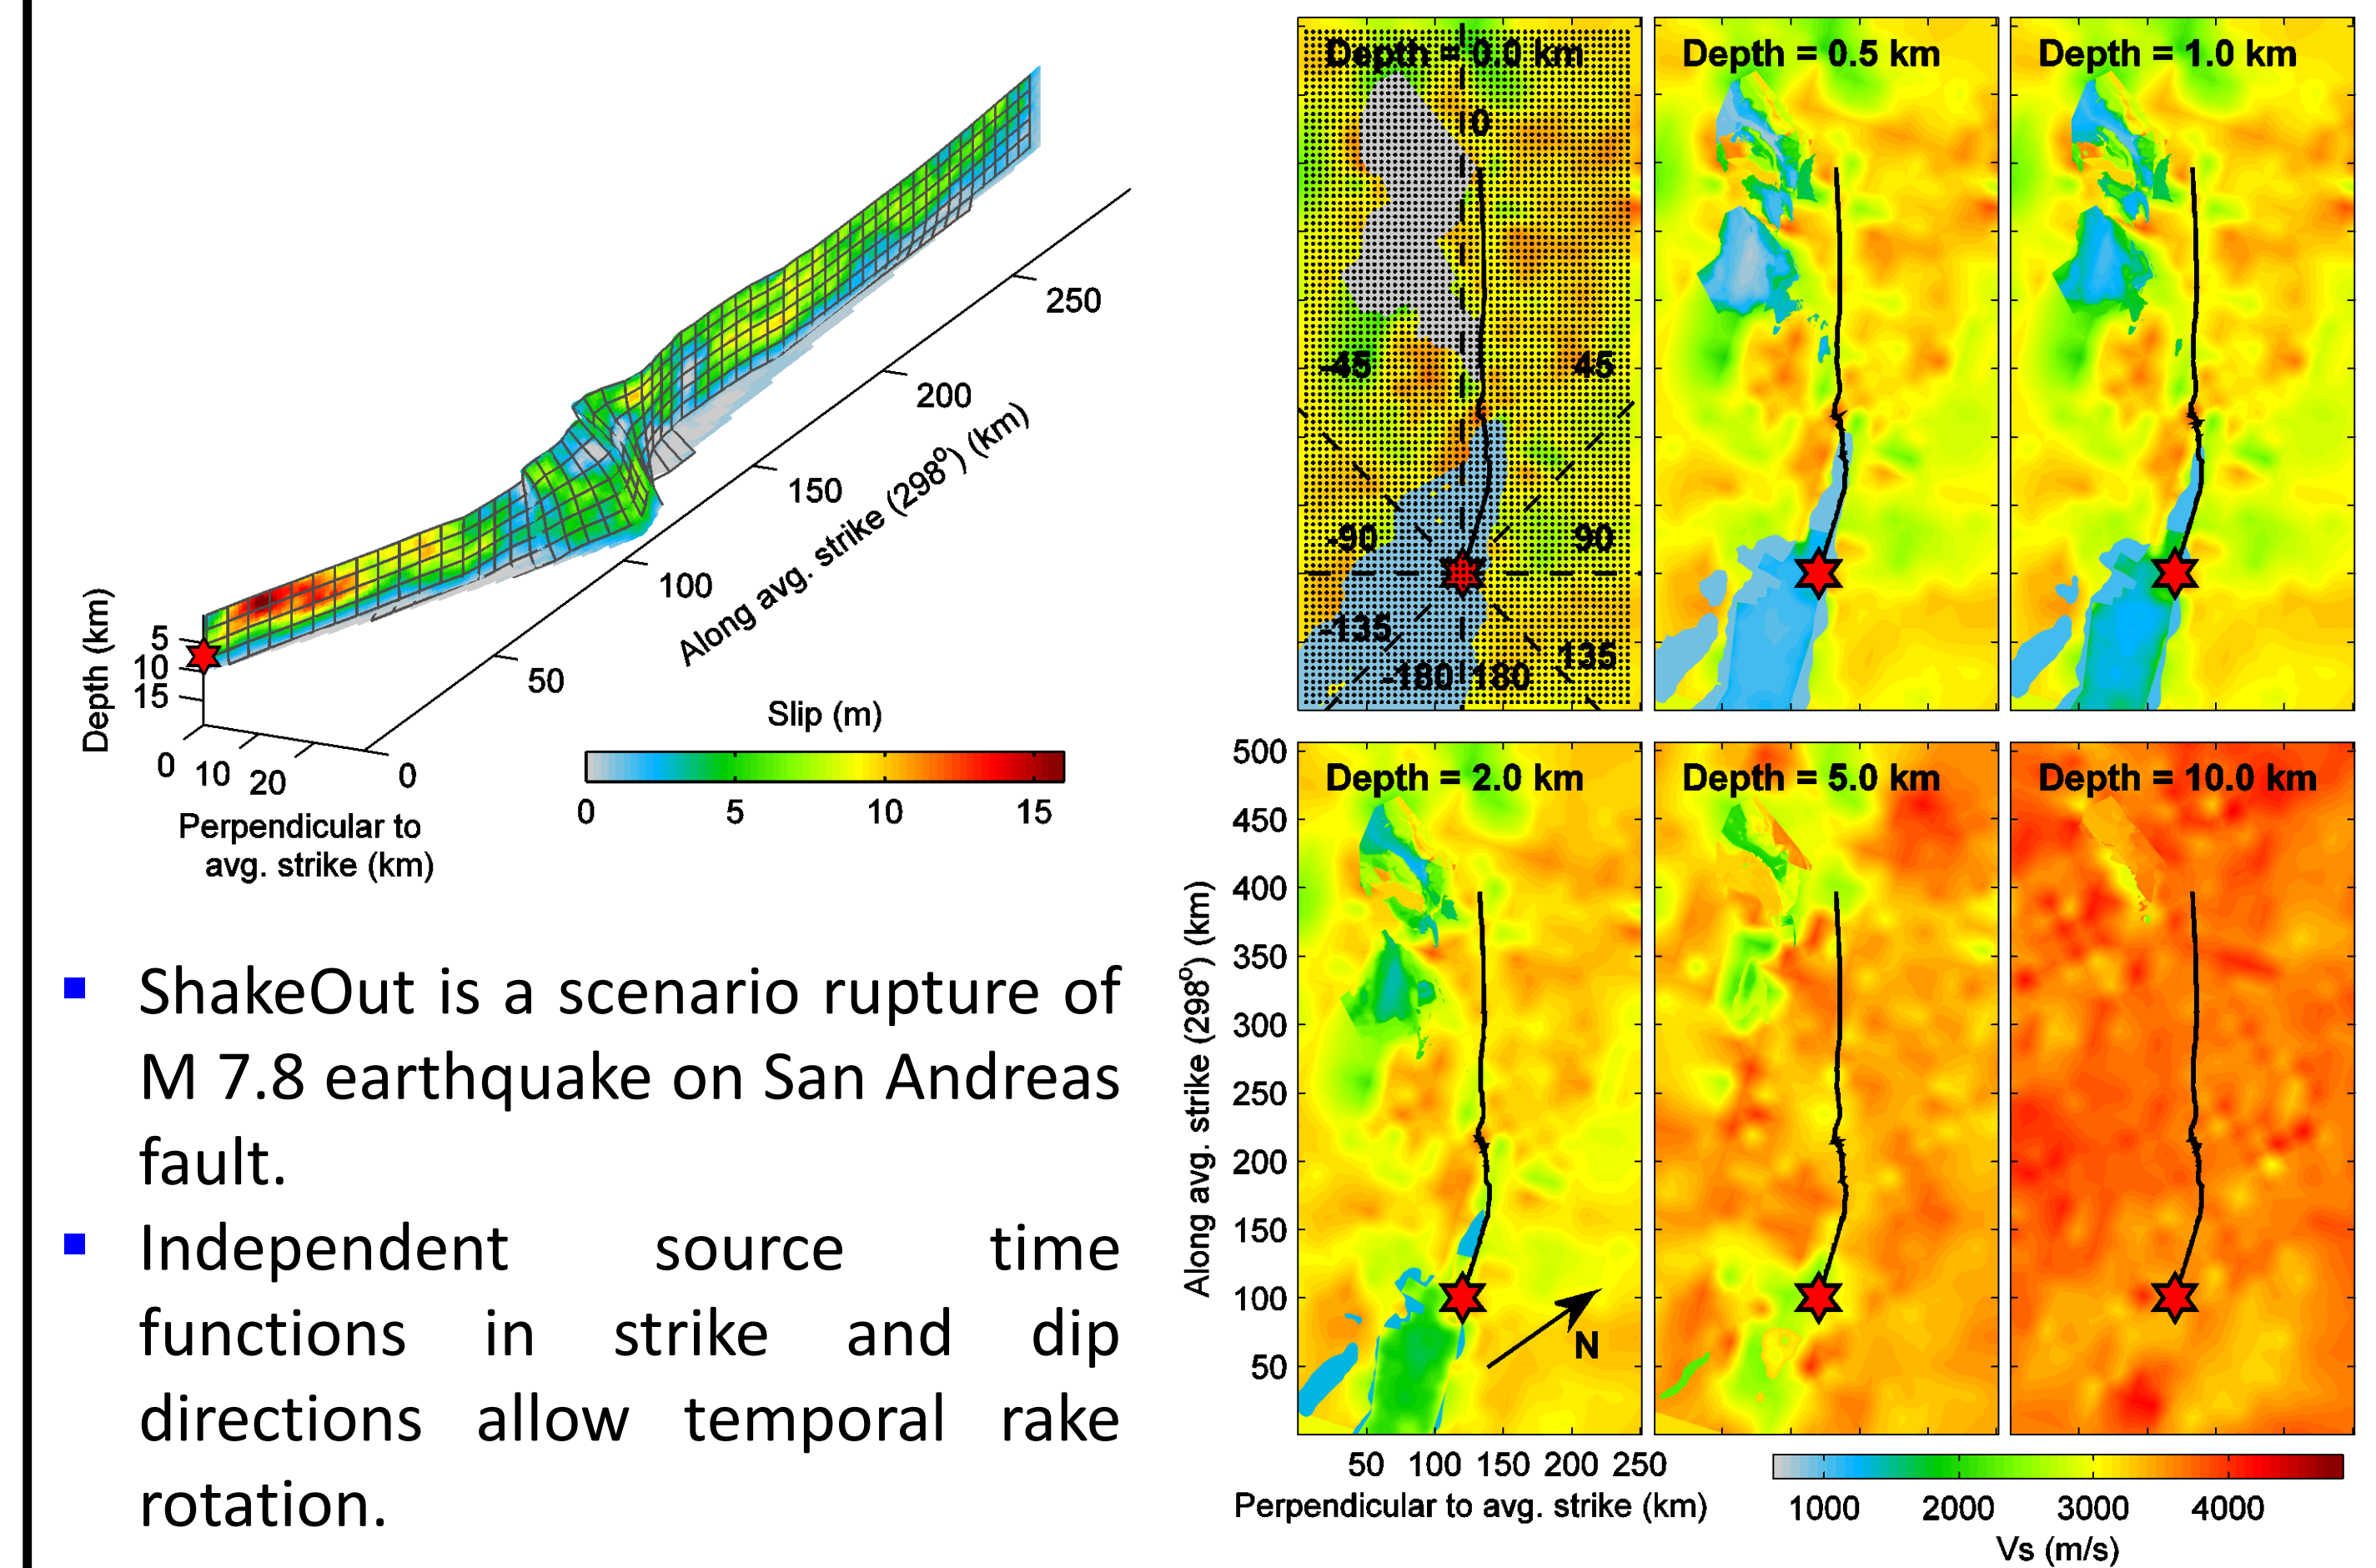 250
200
150
100
50
0
Along avg. strike (298°) (km)
Depth (km)
5
10
15
0 10 20
Perpendicular to
avg. strike (km)
Slip (m)
0 5 10 15
ShakeOut is a scenario rupture of
M 7.8 earthquake on San Andreas
fault.
Independent source time
functions in strike and dip
directions allow temporal rake
rotation.
Depth = 0.0 km
0
-45 45
-90 90
-135 135
-180 180
Depth = 0.5 km
Depth = 1.0 km
Depth = 2.0 km
Depth = 5.0 km
Depth = 10.0 km
500
450
400
350
300
250
200
150
100
50
Along avg. strike (298°) (km)
N
50 100 150 200 250
Perpendicular to avg. strike (km)
1000 2000 3000 4000
Vs (m/s)